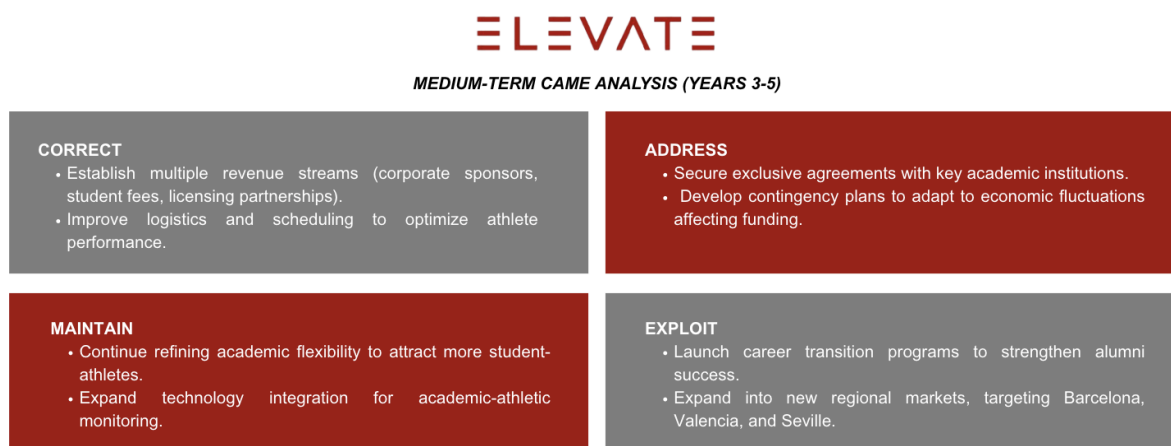 ELEVATE
MEDIUM-TERM CAME ANALYSIS (YEARS 3-5)
CORRECT
• Establish multiple revenue streams (corporate sponsors,
student fees, licensing partnerships).
• Improve logistics and scheduling to optimize athlete
performance.
ADDRESS
• Secure exclusive agreements with key academic institutions.
• Develop contingency plans to adapt to economic fluctuations
affecting funding.
MAINTAIN
• Continue refining academic flexibility to attract more student-
athletes.
• Expand technology integration for academic-athletic
monitoring.
EXPLOIT
• Launch career transition programs to strengthen alumni
success.
• Expand into new regional markets, targeting Barcelona,
Valencia, and Seville.